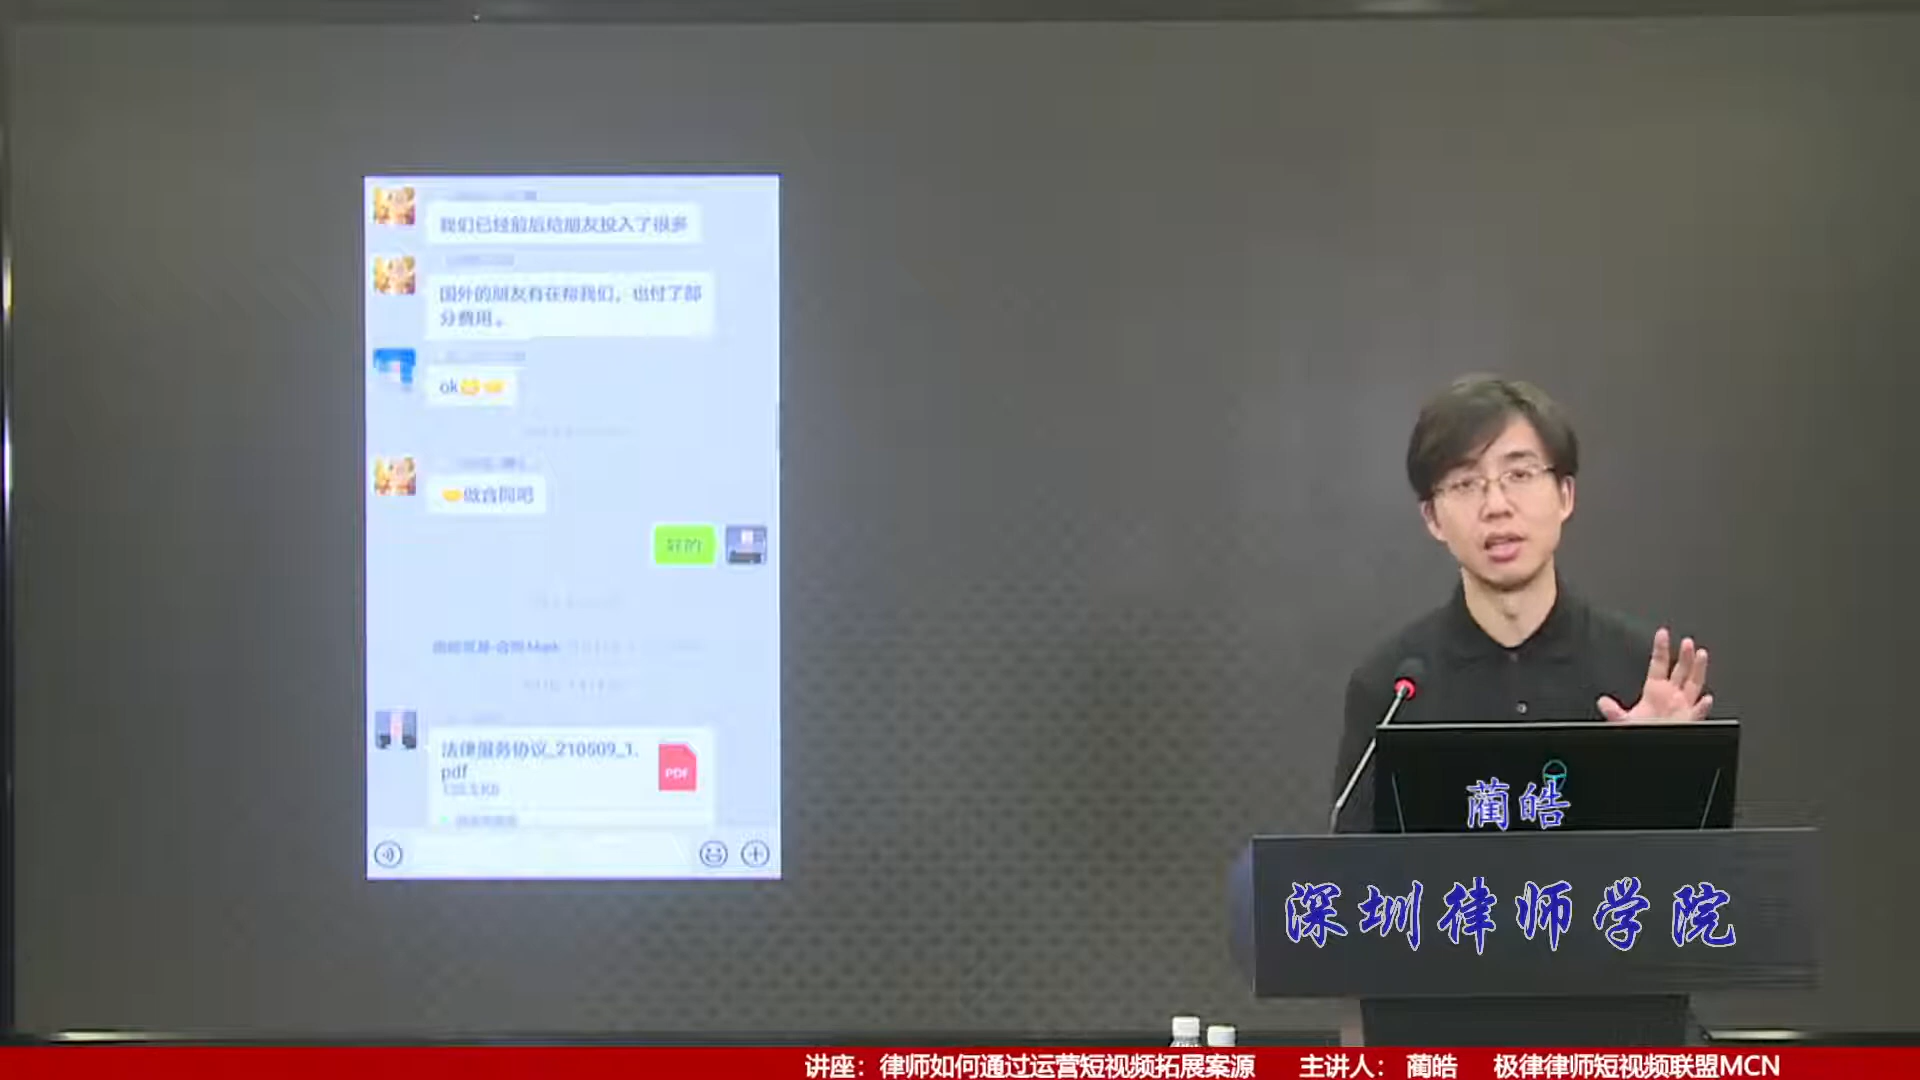 我们已经前后给朋友投入了很多
国外的朋友有在帮我们，也付了部
分费用。
ok
做合同吧
好的
法律服务协议_210509_1.
pdf
PDF
蔺皓
深圳律师学院
讲座：律师如何通过运营短视频拓展案源 主讲人：蔺皓 极律律师短视频联盟MCN